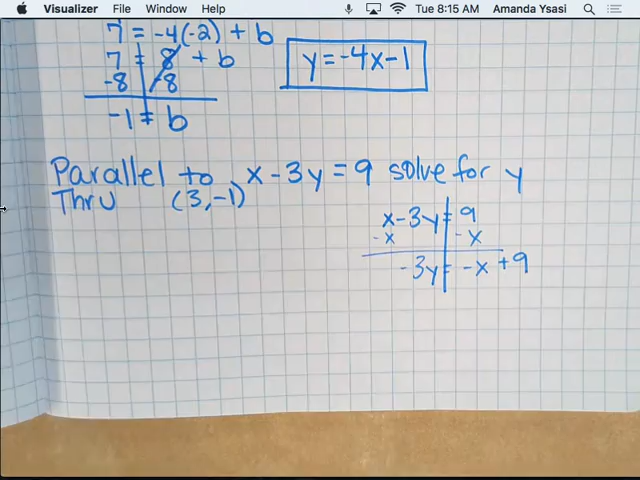 Visualizer File Window Help Tue 8:15 AM Amanda Ysasi
7 = -4(-2) + b
7 = 8 + b
-8 -8
-1 = b
y = -4x - 1
Parallel to x - 3y = 9 solve for y
Thru (3, -1)
x - 3y = 9
-x -x
-3y = -x + 9